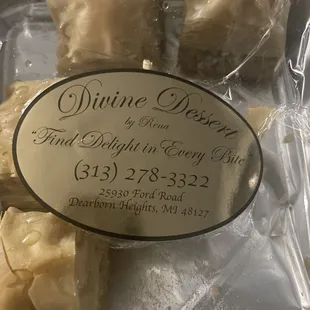 Divine Dessert
by Rena
"Find Delight in Every Bite"
(313) 278-3322
25930 Ford Road
Dearborn Heights, MI 48127